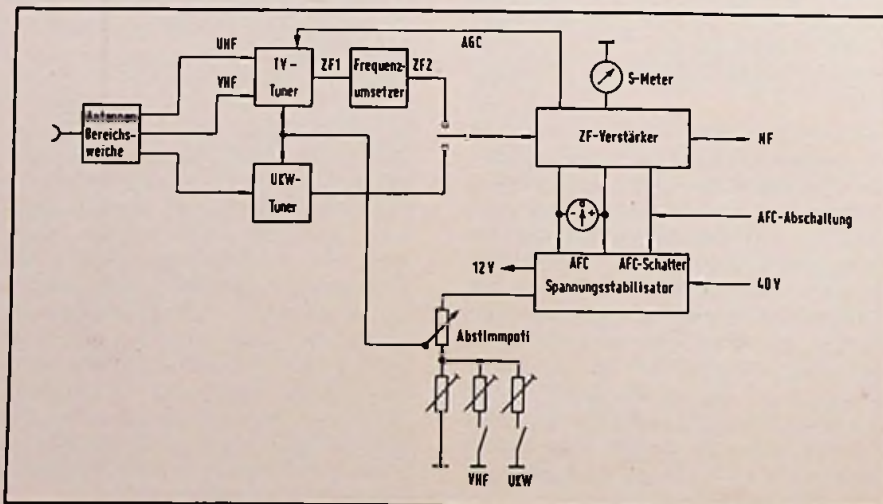 AGC
UHF
TV-
Tuner
ZF1
Frequenz-
umsetzer
ZF2
S-Meter
VHF
Antennen
Bereichs-
weiche
ZF-Verstärker
NF
UKW-
Tuner
- 0 +
AFC-Abschaltung
12 V
AFC
AFC-Schalter
Spannungsstabilisator
40 V
Abstimmpoti
VHF
UKW